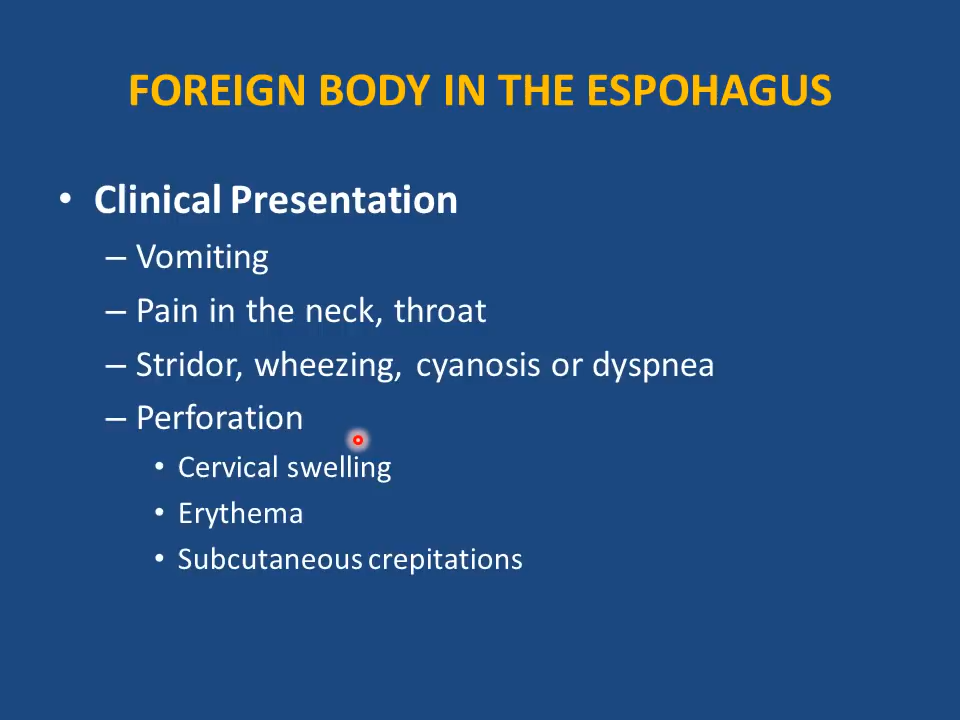 FOREIGN BODY IN THE ESPOHAGUS
• Clinical Presentation
– Vomiting
– Pain in the neck, throat
– Stridor, wheezing, cyanosis or dyspnea
– Perforation
• Cervical swelling
• Erythema
• Subcutaneous crepitations